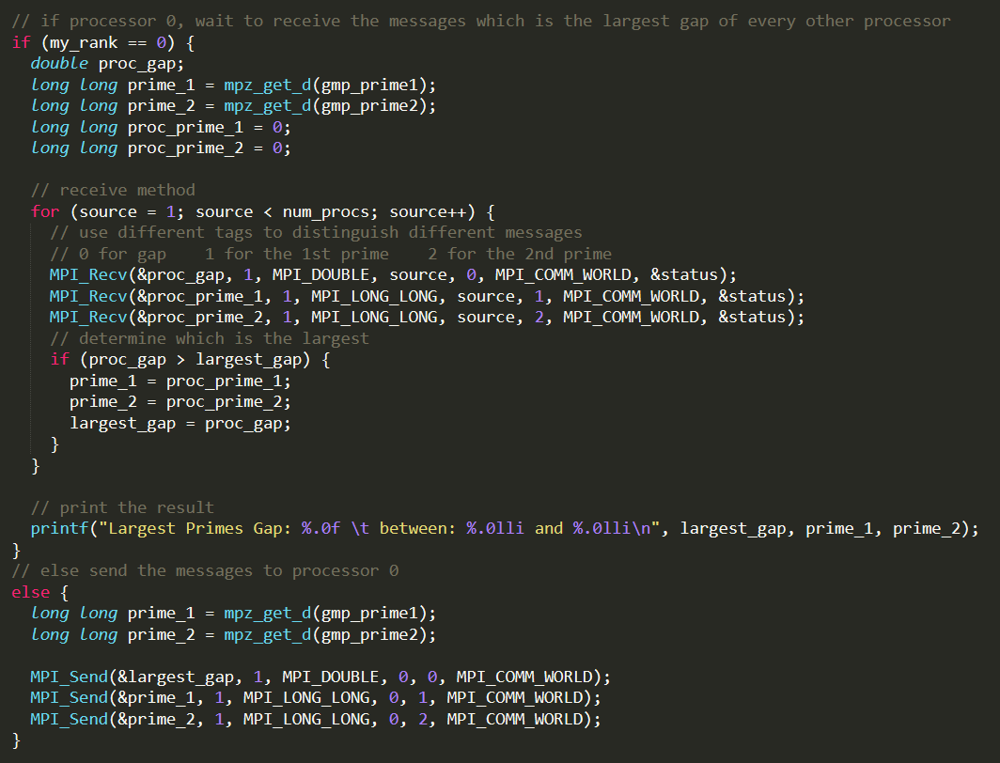 // if processor 0, wait to receive the messages which is the largest gap of every other processor
if (my_rank == 0) {
  double proc_gap;
  long long prime_1 = mpz_get_d(gmp_prime1);
  long long prime_2 = mpz_get_d(gmp_prime2);
  long long proc_prime_1 = 0;
  long long proc_prime_2 = 0;

  // receive method
  for (source = 1; source < num_procs; source++) {
    // use different tags to distinguish different messages
    // 0 for gap    1 for the 1st prime    2 for the 2nd prime
    MPI_Recv(&proc_gap, 1, MPI_DOUBLE, source, 0, MPI_COMM_WORLD, &status);
    MPI_Recv(&proc_prime_1, 1, MPI_LONG_LONG, source, 1, MPI_COMM_WORLD, &status);
    MPI_Recv(&proc_prime_2, 1, MPI_LONG_LONG, source, 2, MPI_COMM_WORLD, &status);
    // determine which is the largest
    if (proc_gap > largest_gap) {
      prime_1 = proc_prime_1;
      prime_2 = proc_prime_2;
      largest_gap = proc_gap;
    }
  }

  // print the result
  printf("Largest Primes Gap: %.0f \t between: %.0lli and %.0lli\n", largest_gap, prime_1, prime_2);
}
// else send the messages to processor 0
else {
  long long prime_1 = mpz_get_d(gmp_prime1);
  long long prime_2 = mpz_get_d(gmp_prime2);

  MPI_Send(&largest_gap, 1, MPI_DOUBLE, 0, 0, MPI_COMM_WORLD);
  MPI_Send(&prime_1, 1, MPI_LONG_LONG, 0, 1, MPI_COMM_WORLD);
  MPI_Send(&prime_2, 1, MPI_LONG_LONG, 0, 2, MPI_COMM_WORLD);
}